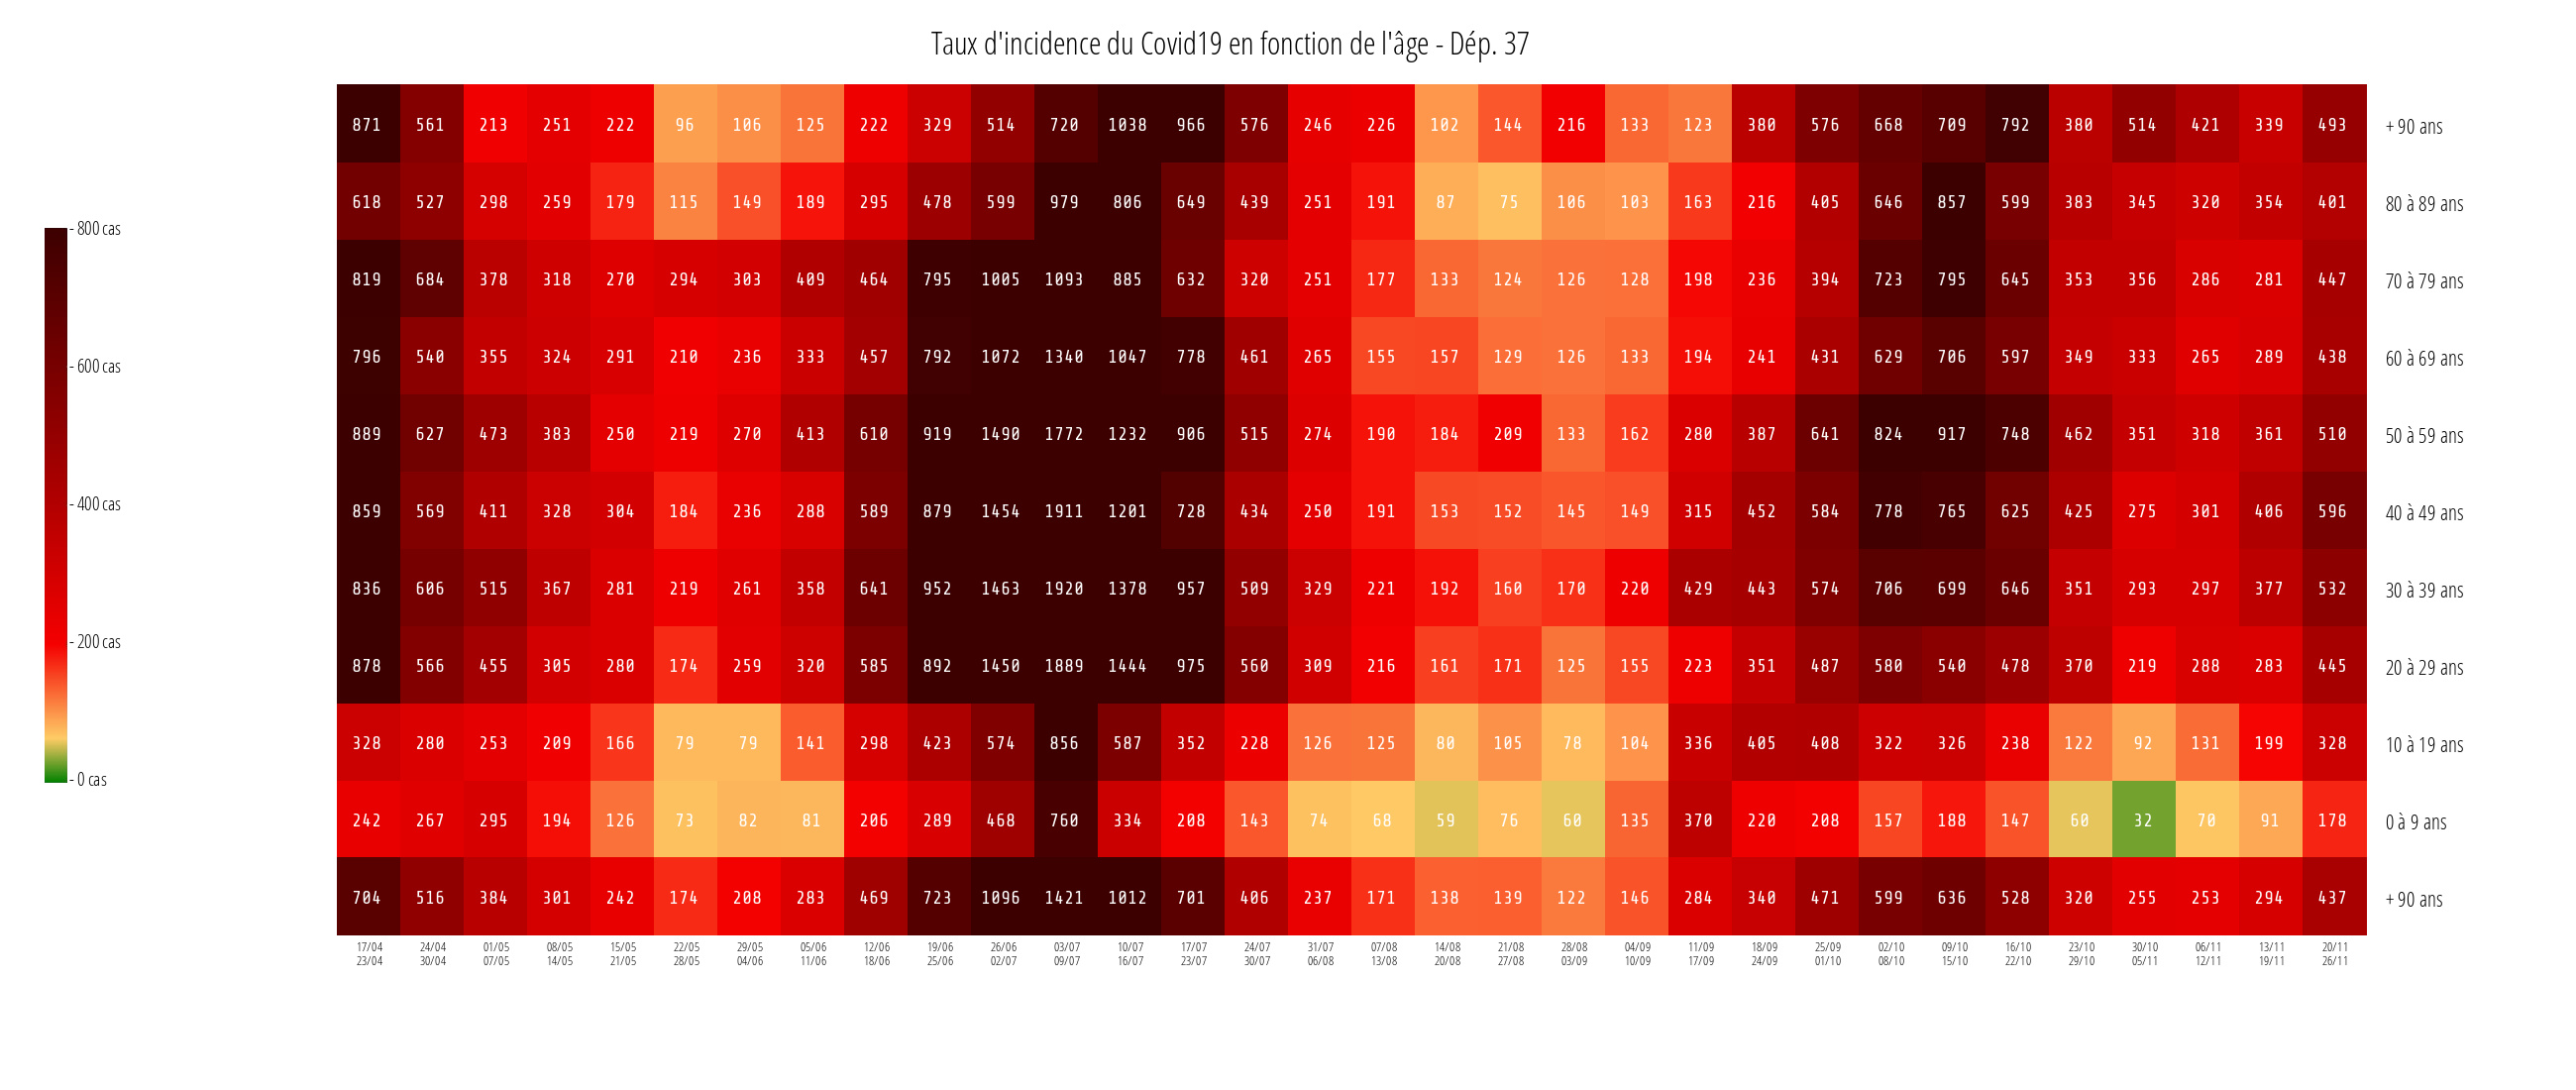 Taux d'incidence du Covid19 en fonction de l'âge - Dép. 37
871 561 213 251 222 96 106 125 222 329 514 720 1038 966 576 246 226 102 144 216 133 123 380 576 668 709 792 380 514 421 339 493 + 90 ans
618 527 298 259 179 115 149 189 295 478 599 979 806 649 439 251 191 87 75 106 103 163 216 405 646 857 599 383 345 320 354 401 80 à 89 ans
- 800 cas
819 684 378 318 270 294 303 409 464 795 1005 1093 885 632 320 251 177 133 124 126 128 198 236 394 723 795 645 353 356 286 281 447 70 à 79 ans
796 540 355 324 291 210 236 333 457 792 1072 1340 1047 778 461 265 155 157 129 126 133 194 241 431 629 706 597 349 333 265 289 438 60 à 69 ans
- 600 cas
889 627 473 383 250 219 270 413 610 919 1490 1772 1232 906 515 274 190 184 209 133 162 280 387 641 824 917 748 462 351 318 361 510 50 à 59 ans
- 400 cas
859 569 411 328 304 184 236 288 589 879 1454 1911 1201 728 434 250 191 153 152 145 149 315 452 584 778 765 625 425 275 301 406 596 40 à 49 ans
836 606 515 367 281 219 261 358 641 952 1463 1920 1378 957 509 329 221 192 160 170 220 429 443 574 706 699 646 351 293 297 377 532 30 à 39 ans
- 200 cas
878 566 455 305 280 174 259 320 585 892 1450 1889 1444 975 560 309 216 161 171 125 155 223 351 487 580 540 478 370 219 288 283 445 20 à 29 ans
328 280 253 209 166 79 79 141 298 423 574 856 587 352 228 126 125 80 105 78 104 336 405 408 322 326 238 122 92 131 199 328 10 à 19 ans
- 0 cas
242 267 295 194 126 73 82 81 206 289 468 760 334 208 143 74 68 59 76 60 135 370 220 208 157 188 147 60 32 70 91 178 0 à 9 ans
704 516 384 301 242 174 208 283 469 723 1096 1421 1012 701 406 237 171 138 139 122 146 284 340 471 599 636 528 320 255 253 294 437 + 90 ans
17/04 24/04 01/05 08/05 15/05 22/05 29/05 05/06 12/06 19/06 26/06 03/07 10/07 17/07 24/07 31/07 07/08 14/08 21/08 28/08 04/09 11/09 18/09 25/09 02/10 09/10 16/10 23/10 30/10 06/11 13/11 20/11
23/04 30/04 07/05 14/05 21/05 28/05 04/06 11/06 18/06 25/06 02/07 09/07 16/07 23/07 30/07 06/08 13/08 20/08 27/08 03/09 10/09 17/09 24/09 01/10 08/10 15/10 22/10 29/10 05/11 12/11 19/11 26/11